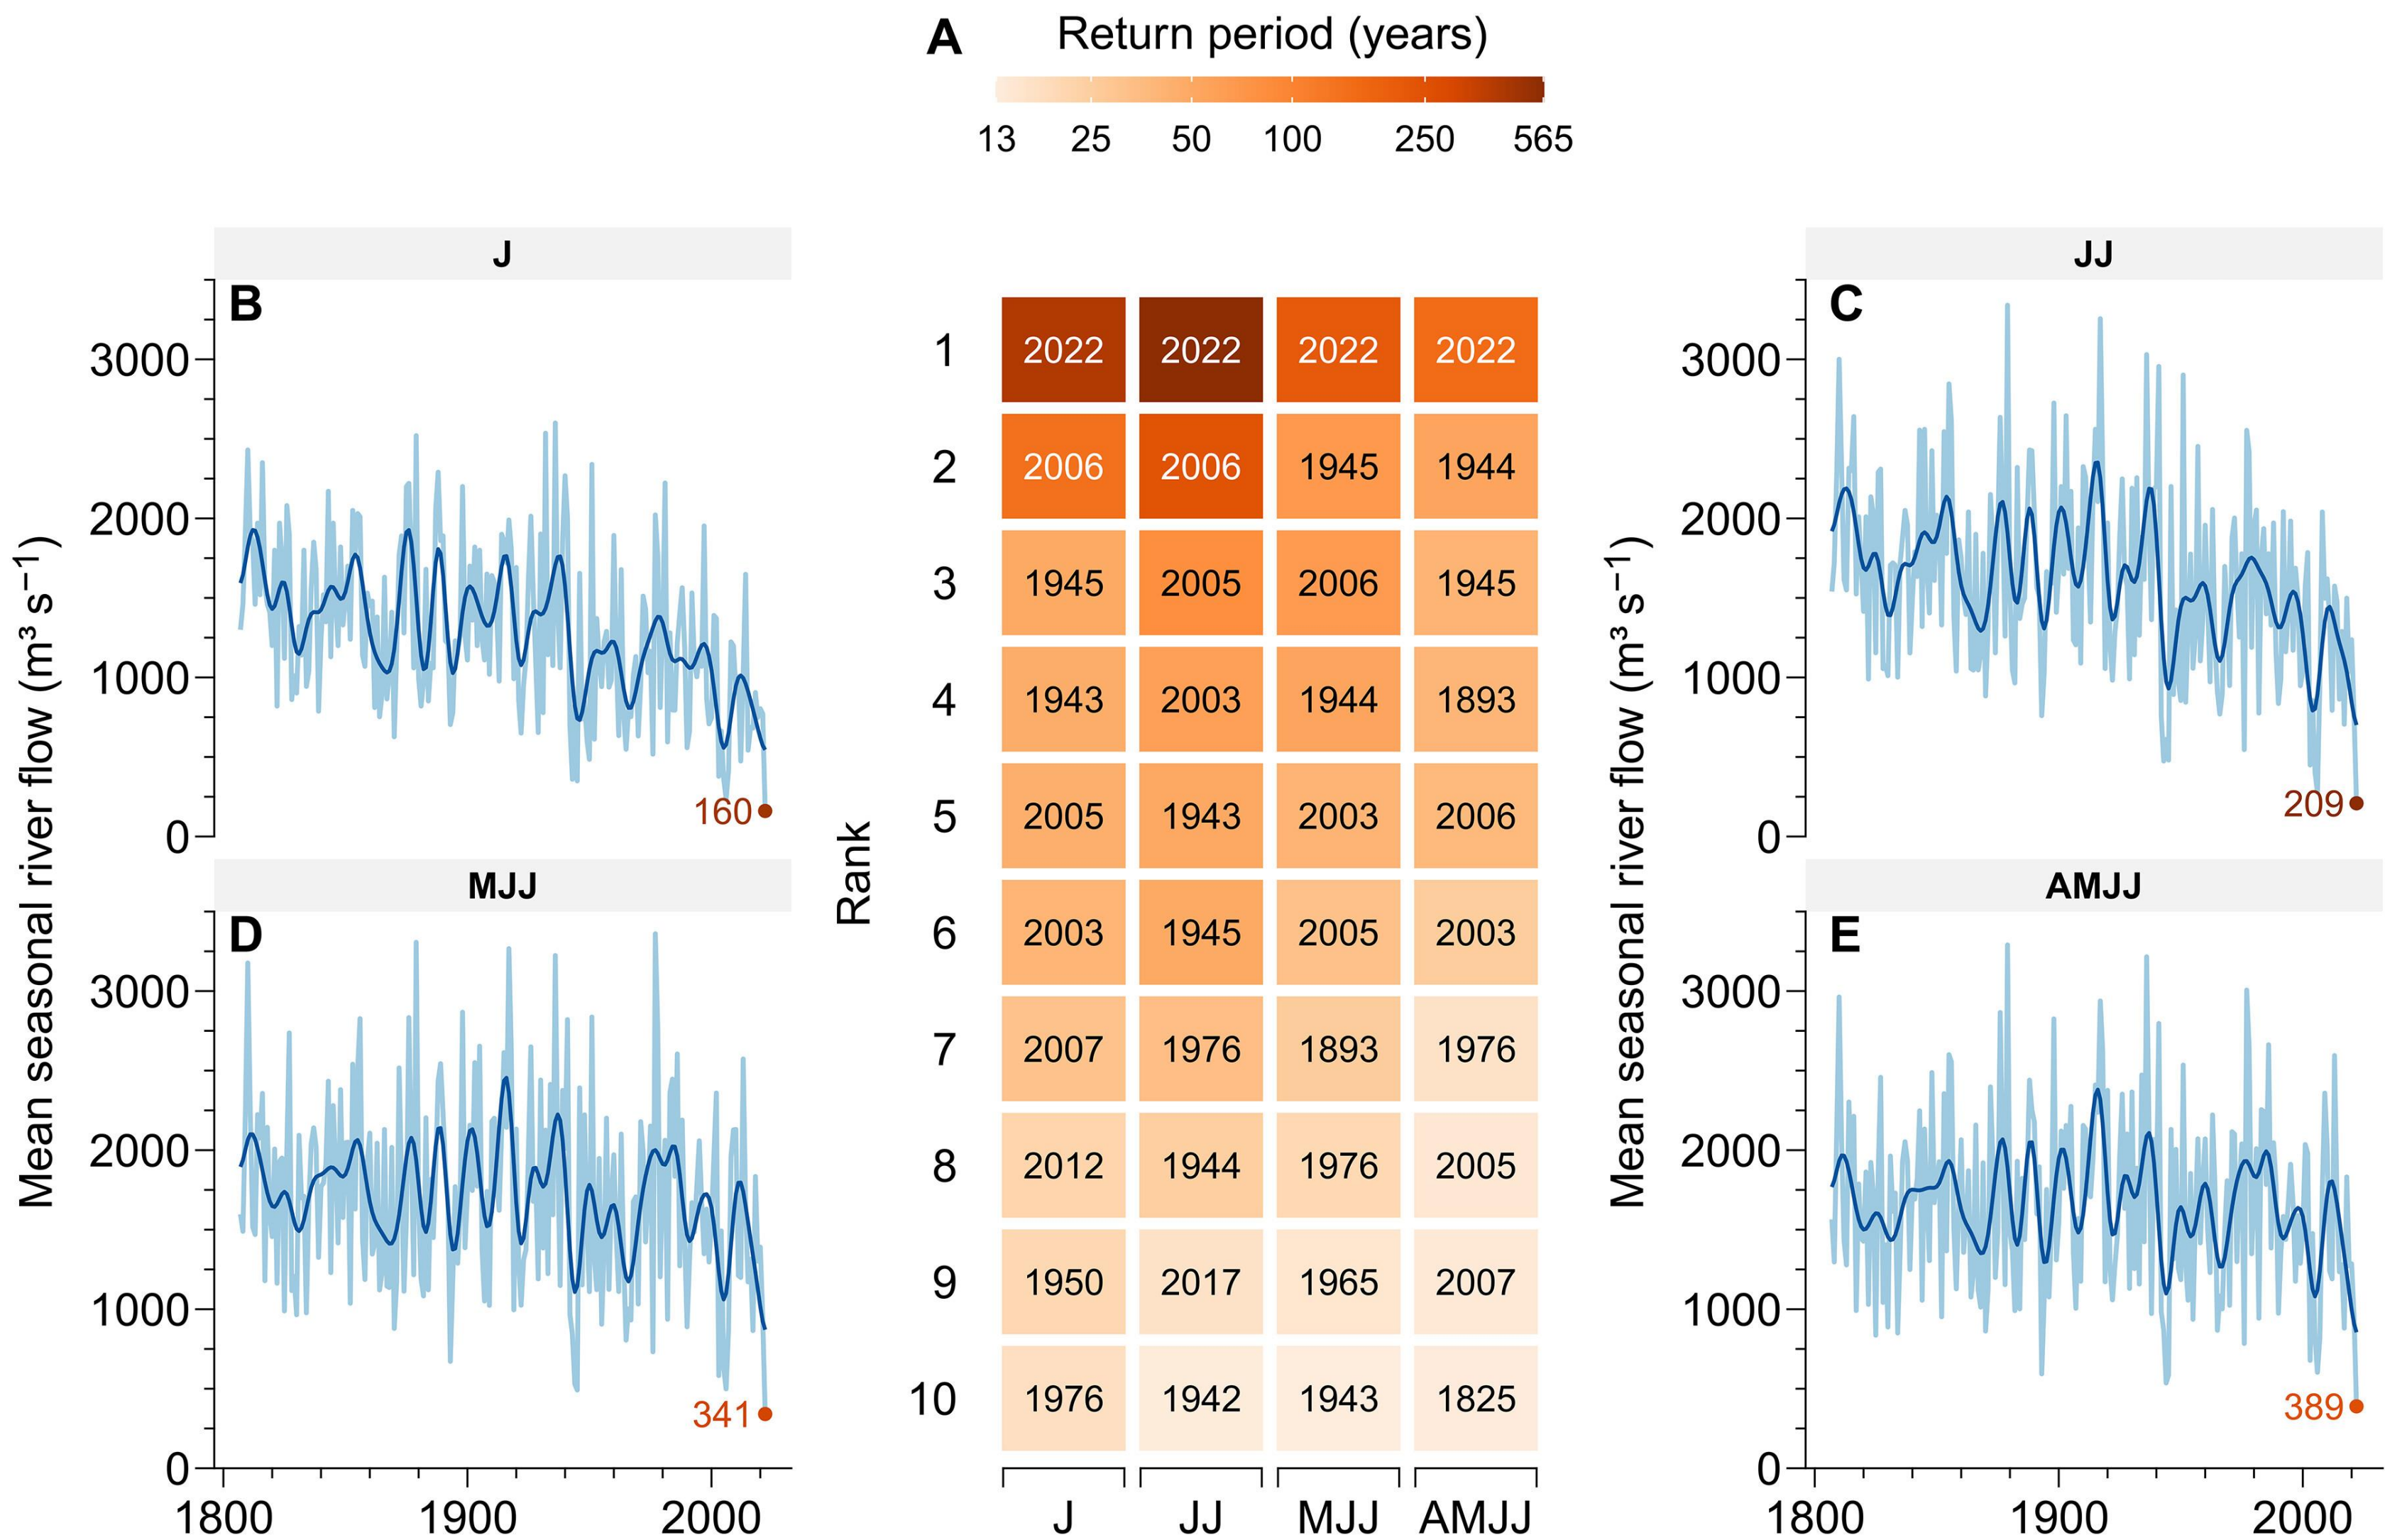 A
Return period (years)
13 25 50 100 250 565
J
B
3000
2000
1000
0
160
Mean seasonal river flow (m³ s⁻¹)
MJJ
D
3000
2000
1000
0
341
1800 1900 2000
Rank
1 2022 2022 2022 2022
2 2006 2006 1945 1944
3 1945 2005 2006 1945
4 1943 2003 1944 1893
5 2005 1943 2003 2006
6 2003 1945 2005 2003
7 2007 1976 1893 1976
8 2012 1944 1976 2005
9 1950 2017 1965 2007
10 1976 1942 1943 1825
J JJ MJJ AMJJ
JJ
C
3000
2000
1000
0
209
Mean seasonal river flow (m³ s⁻¹)
AMJJ
E
3000
2000
1000
0
389
1800 1900 2000